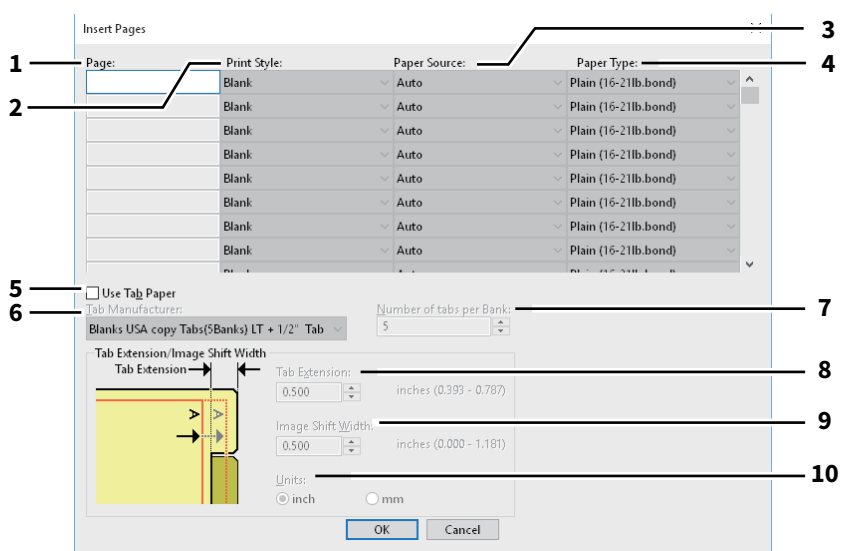 Insert Pages
3
1 Page: Print Style: Paper Source: Paper Type: 4
Blank Auto Plain {16-21lb.bond}
2 Blank Auto Plain {16-21lb.bond}
Blank Auto Plain {16-21lb.bond}
Blank Auto Plain {16-21lb.bond}
Blank Auto Plain {16-21lb.bond}
Blank Auto Plain {16-21lb.bond}
Blank Auto Plain {16-21lb.bond}
Blank Auto Plain {16-21lb.bond}
5 Use Tab Paper
6 Tab Manufacturer: Number of tabs per Bank: 7
Blanks USA copy Tabs{5Banks} LT + 1/2" Tab 5
Tab Extension/Image Shift Width
Tab Extension Tab Extension: 8
0.500 inches (0.393 - 0.787)
A A
Image Shift Width: 9
0.500 inches (0.000 - 1.181)
Units: 10
inch mm
OK Cancel